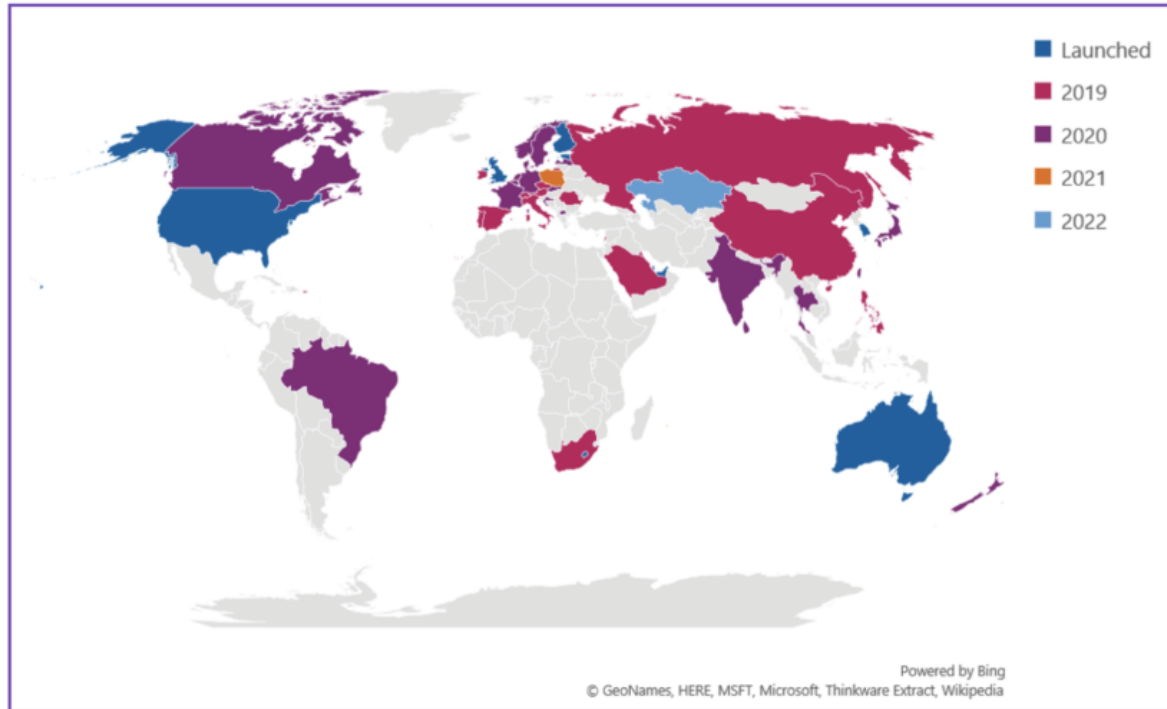 Launched
2019
2020
2021
2022
Powered by Bing
© GeoNames, HERE, MSFT, Microsoft, Thinkware Extract, Wikipedia